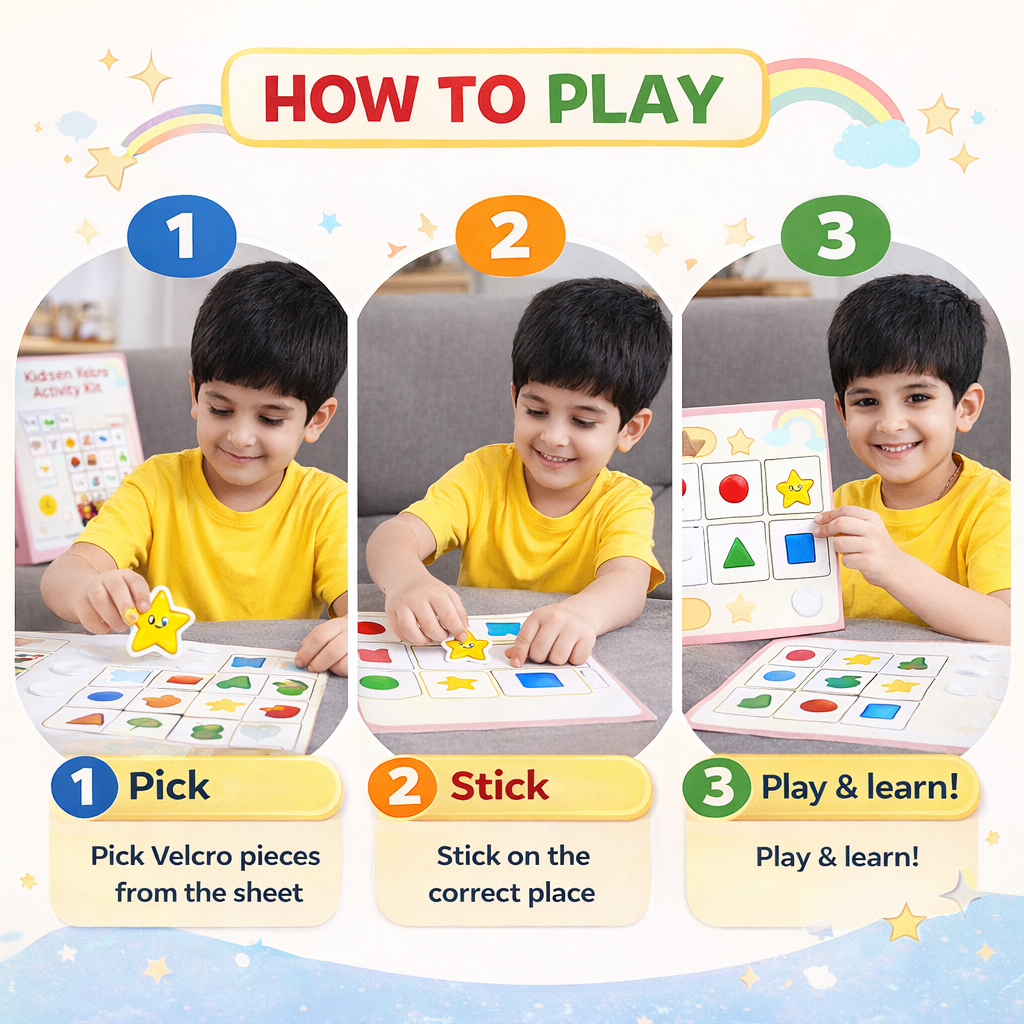 HOW TO PLAY
1
2
3
Kidsen Velcro
Activity Kit
1 Pick
Pick Velcro pieces
from the sheet
2 Stick
Stick on the
correct place
3 Play & learn!
Play & learn!